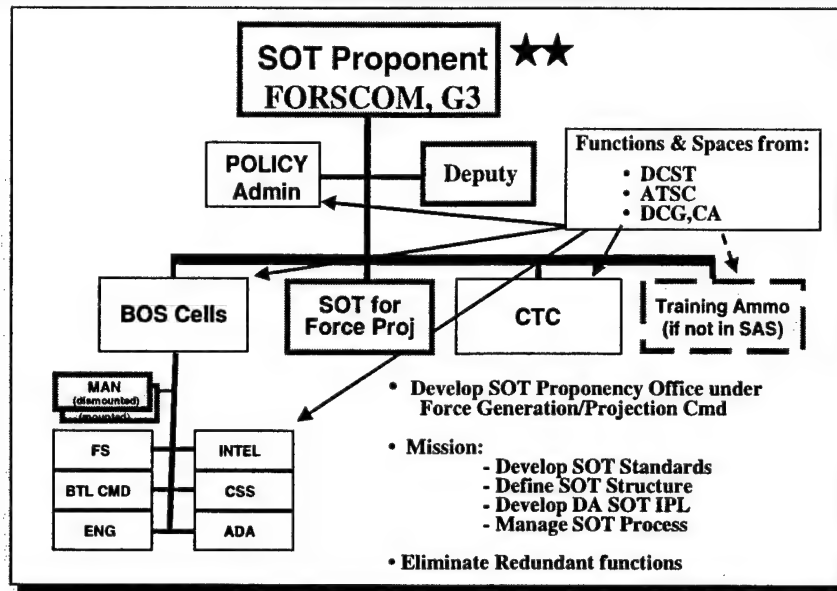 SOT Proponent
FORSCOM, G3
POLICY
Admin
Deputy
Functions & Spaces from:
• DCST
• ATSC
• DCG,CA
BOS Cells
SOT for
Force Proj
CTC
Training Ammo
(if not in SAS)
MAN
(dismounted)
(mounted)
FS
INTEL
BTL CMD
CSS
ENG
ADA
• Develop SOT Proponency Office under
Force Generation/Projection Cmd
• Mission:
- Develop SOT Standards
- Define SOT Structure
- Develop DA SOT IPL
- Manage SOT Process
• Eliminate Redundant functions